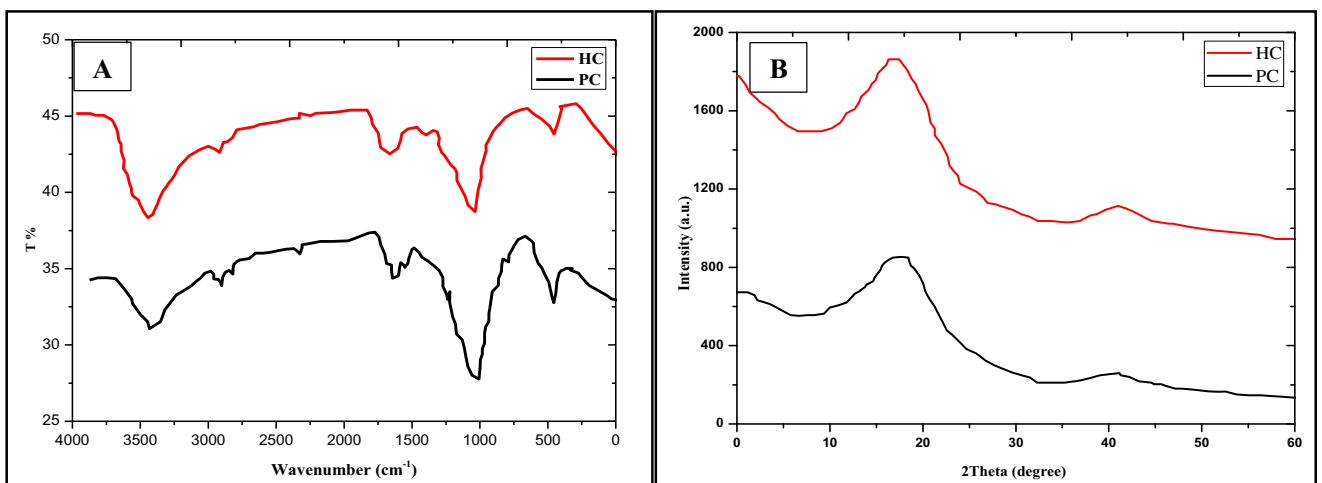 A
HC
PC
50
45
40
35
30
25
T %
4000 3500 3000 2500 2000 1500 1000 500 0
Wavenumber (cm⁻¹)
B
HC
PC
2000
1600
1200
800
400
0
Intensity (a.u.)
0 10 20 30 40 50 60
2Theta (degree)